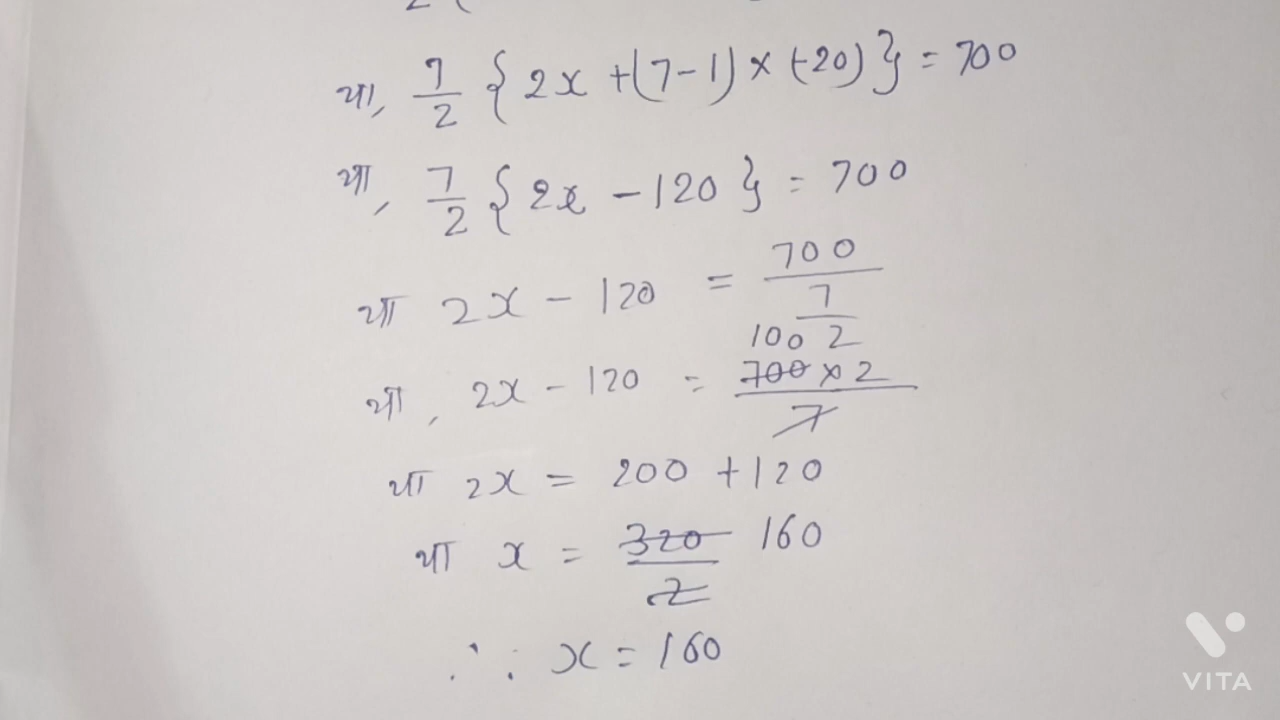 या, 7/2 {2x +(7-1) × (-20)} = 700
या, 7/2 {2x - 120} = 700
या 2x - 120 = 700/(7/2)
या, 2x - 120 = 100 700 × 2/7
या 2x = 200 + 120
या x = 320/2 160
∴ x = 160
VITA